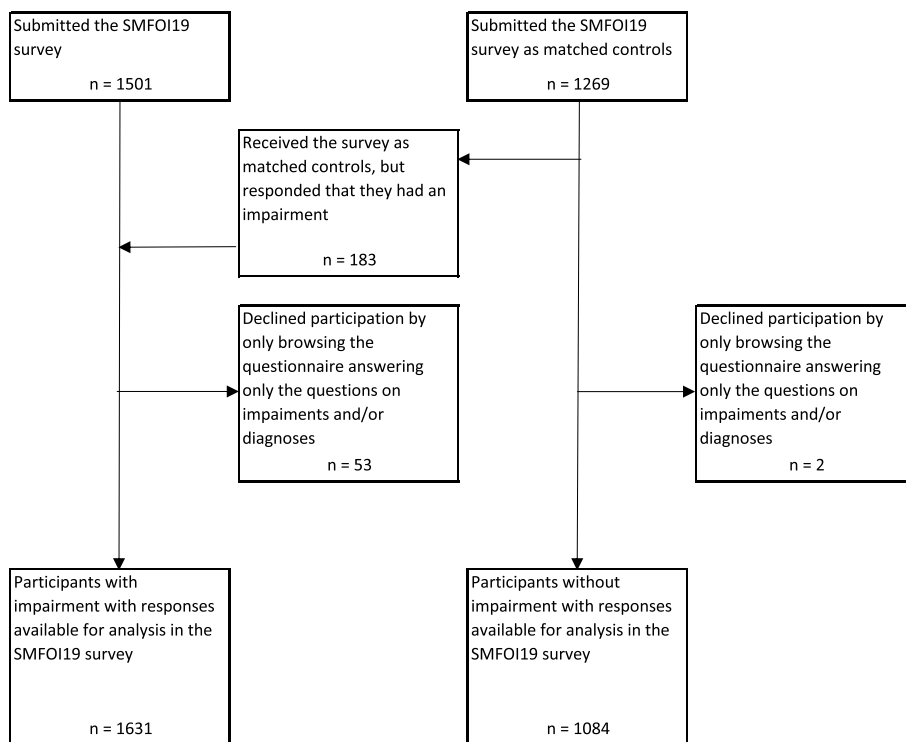 Submitted the SMFOI19
survey
n = 1501
Submitted the SMFOI19
survey as matched controls
n = 1269
Received the survey as
matched controls, but
responded that they had an
impairment
n = 183
Declined participation by
only browsing the
questionnaire answering
only the questions on
impaiments and/or
diagnoses
n = 53
Declined participation by
only browsing the
questionnaire answering
only the questions on
impaiments and/or
diagnoses
n = 2
Participants with
impairment with responses
available for analysis in the
SMFOI19 survey
n = 1631
Participants without
impairment with responses
available for analysis in the
SMFOI19 survey
n = 1084